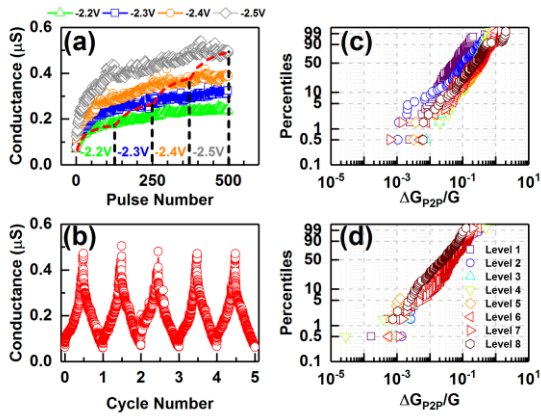 -2.2V -2.3V -2.4V -2.5V
(a)
Conductance (μS)
0.6
0.4
0.2
0.0
-2.2V -2.3V -2.4V -2.5V
0 250 500
Pulse Number
(c)
Percentiles
99
90
50
10
5
0.5
0.1
10-5 10-3 10-1 101
ΔGP2P/G
(b)
Conductance (μS)
0.6
0.4
0.2
0.0
0 1 2 3 4 5
Cycle Number
(d)
Percentiles
99
90
50
10
5
0.5
0.1
Level 1
Level 2
Level 3
Level 4
Level 5
Level 6
Level 7
Level 8
10-5 10-3 10-1 101
ΔGP2P/G